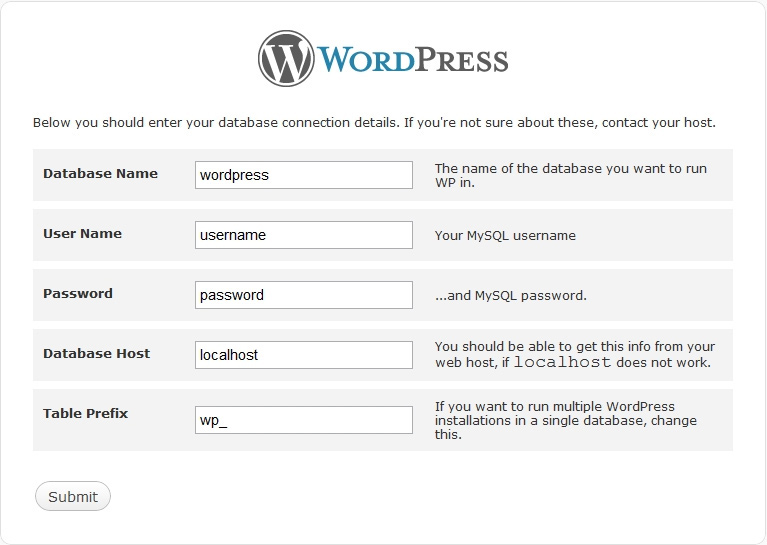 WORDPRESS
Below you should enter your database connection details. If you're not sure about these, contact your host.
Database Name
wordpress
The name of the database you want to run
WP in.
User Name
username
Your MySQL username
Password
password
...and MySQL password.
Database Host
localhost
You should be able to get this info from your
web host, if localhost does not work.
Table Prefix
wp_
If you want to run multiple WordPress
installations in a single database, change
this.
Submit